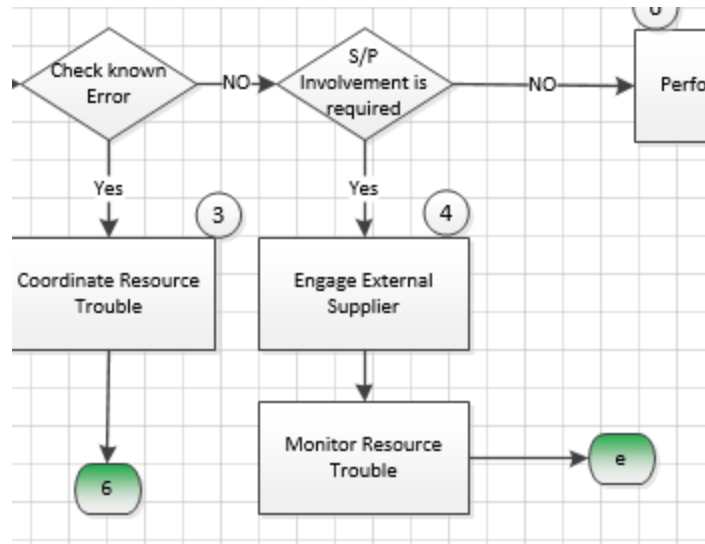 Check known
Error
NO
S/P
Involvement is
required
NO
Yes
Yes
3
4
Coordinate Resource
Trouble
Engage External
Supplier
Monitor Resource
Trouble
6
e